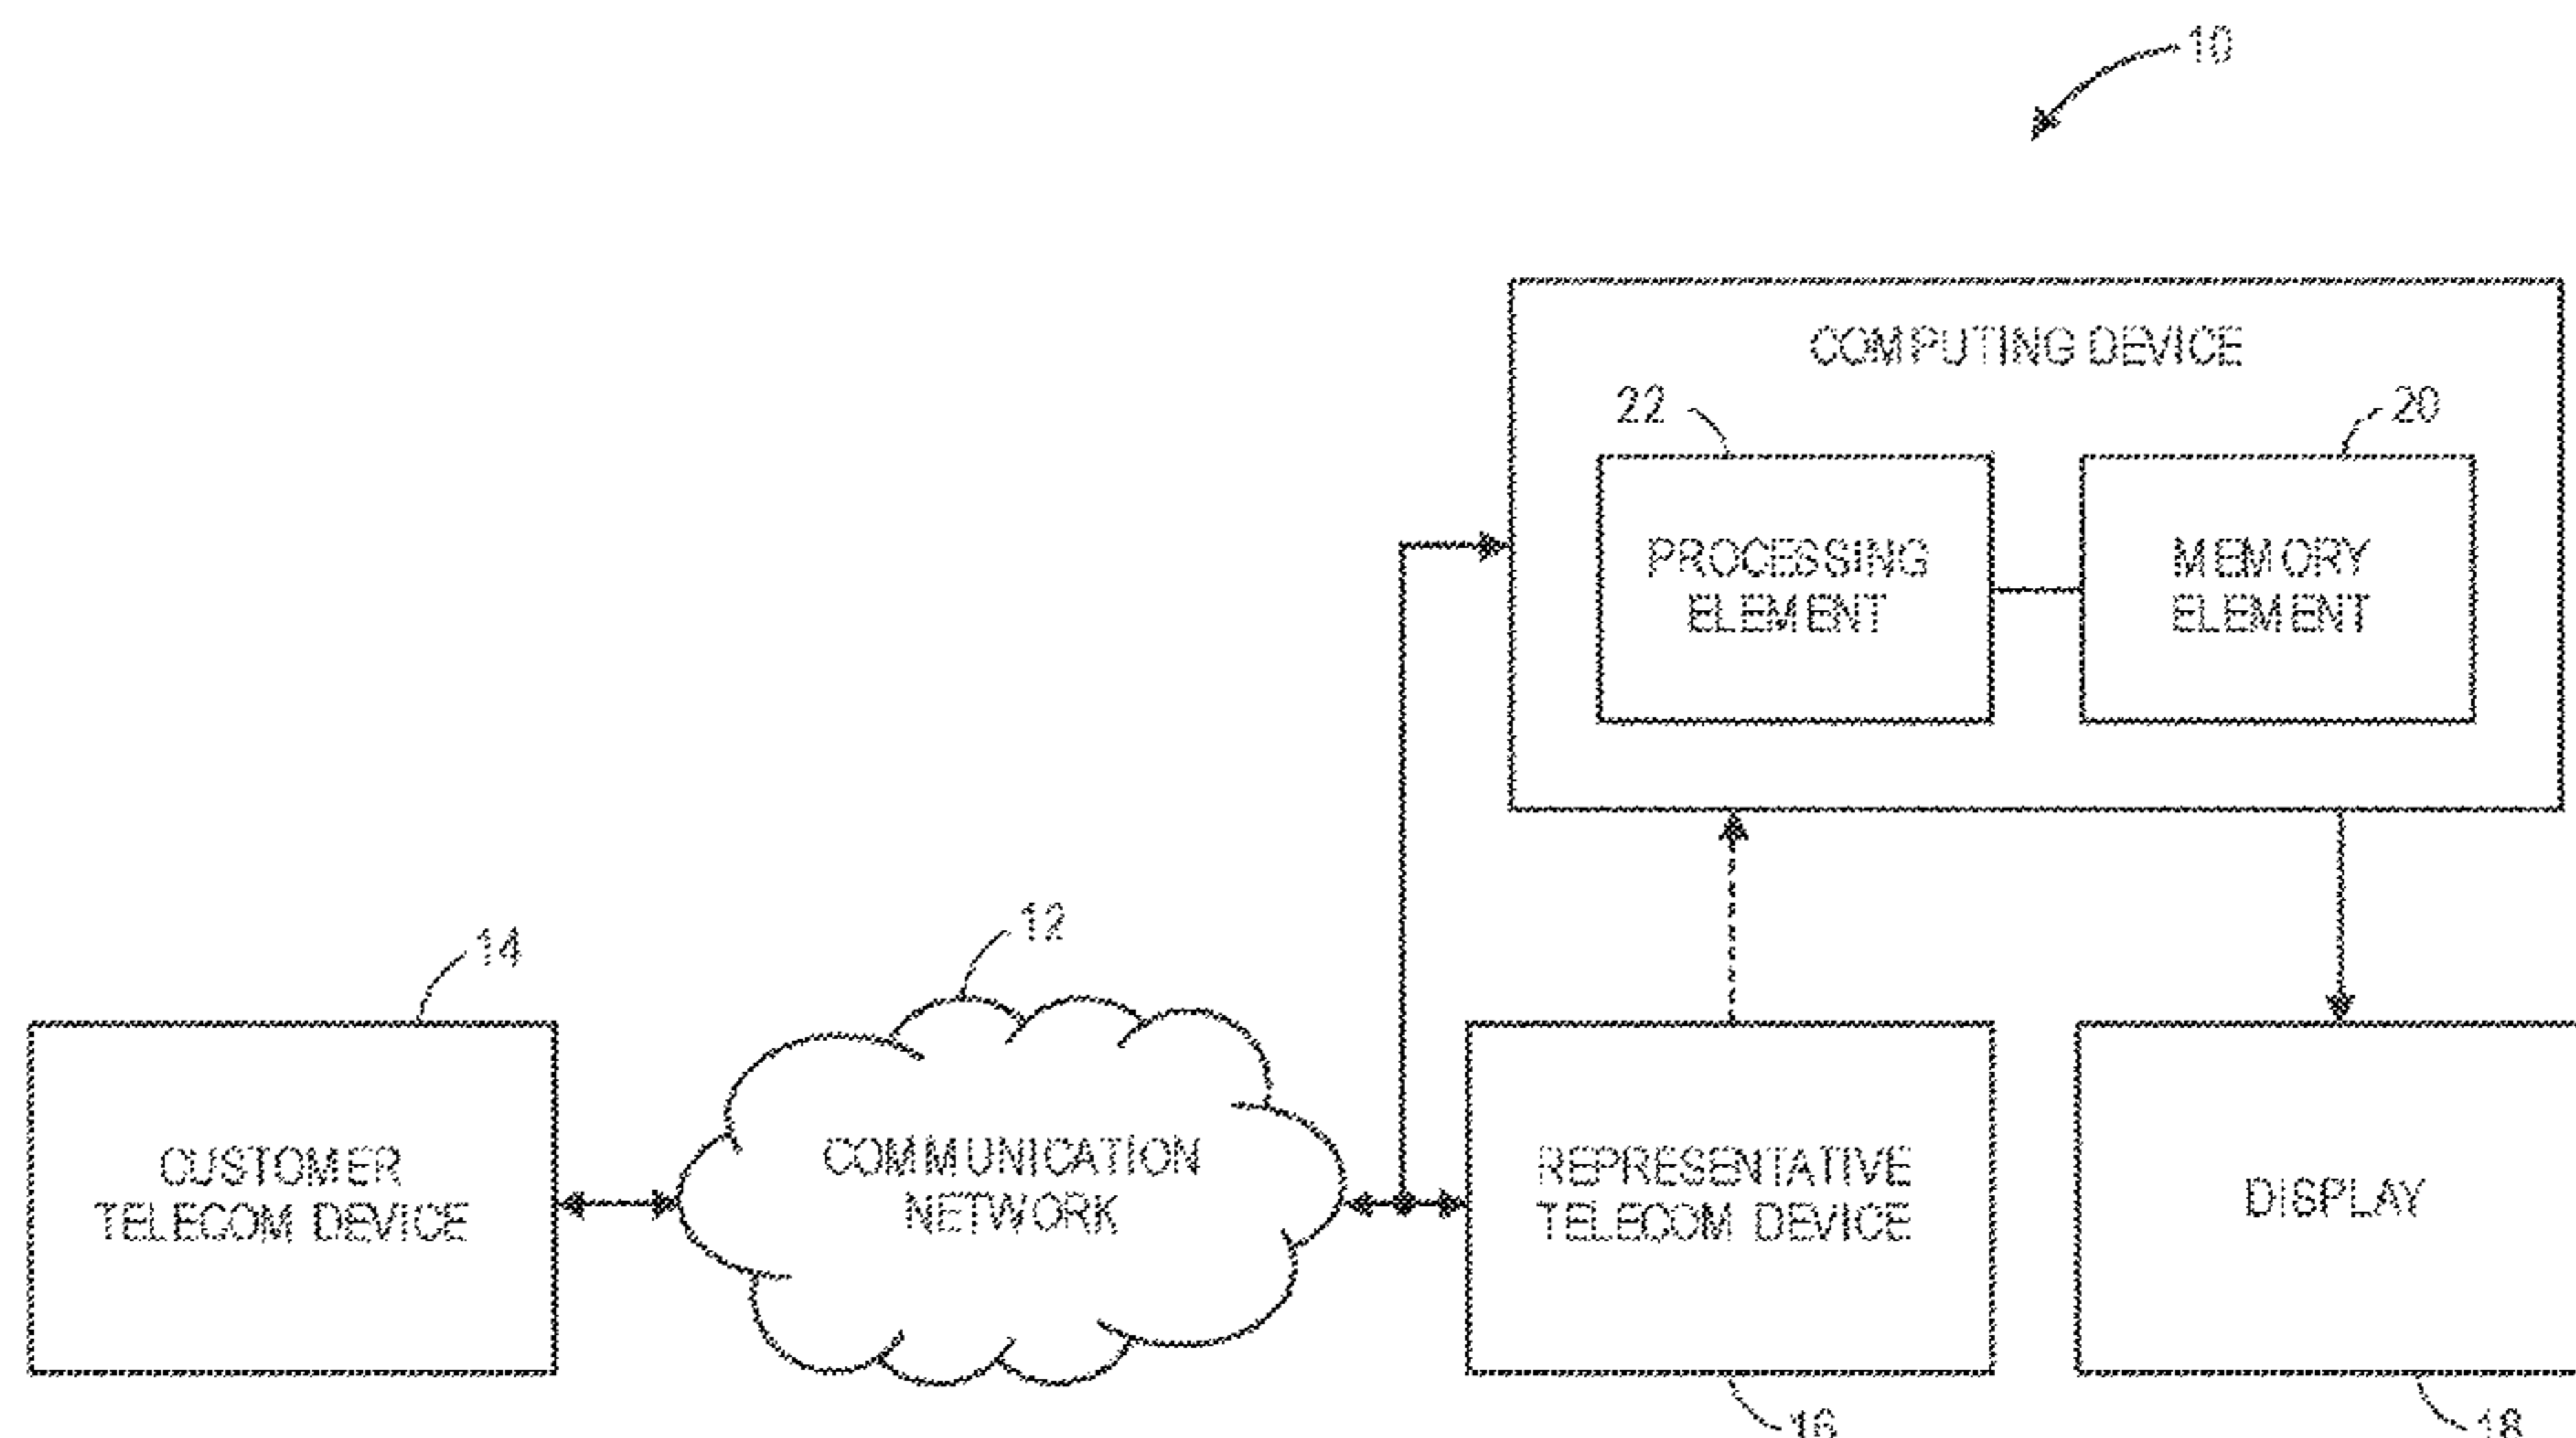 10
COMPUTING DEVICE
22
20
PROCESSING
ELEMENT
MEMORY
ELEMENT
14
12
CUSTOMER
TELECOM DEVICE
COMMUNICATION
NETWORK
REPRESENTATIVE
TELECOM DEVICE
DISPLAY
16
18